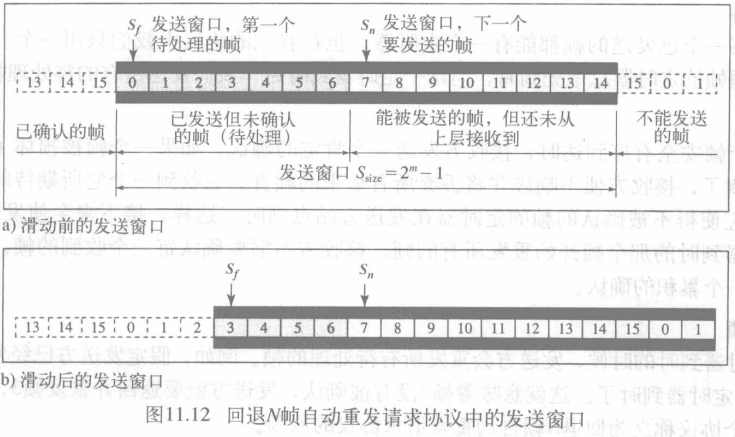 S_f 发送窗口，第一个待处理的帧
S_n 发送窗口，下一个要发送的帧
13 14 15 0 1 2 3 4 5 6 7 8 9 10 11 12 13 14 15 0 1
已确认的帧
已发送但未确认的帧（待处理）
能被发送的帧，但还未从上层接收到
不能发送的帧
发送窗口 S_size = 2^m − 1
a) 滑动前的发送窗口
S_f S_n
13 14 15 0 1 2 3 4 5 6 7 8 9 10 11 12 13 14 15 0
b) 滑动后的发送窗口
图11.12 回退N帧自动重发请求协议中的发送窗口